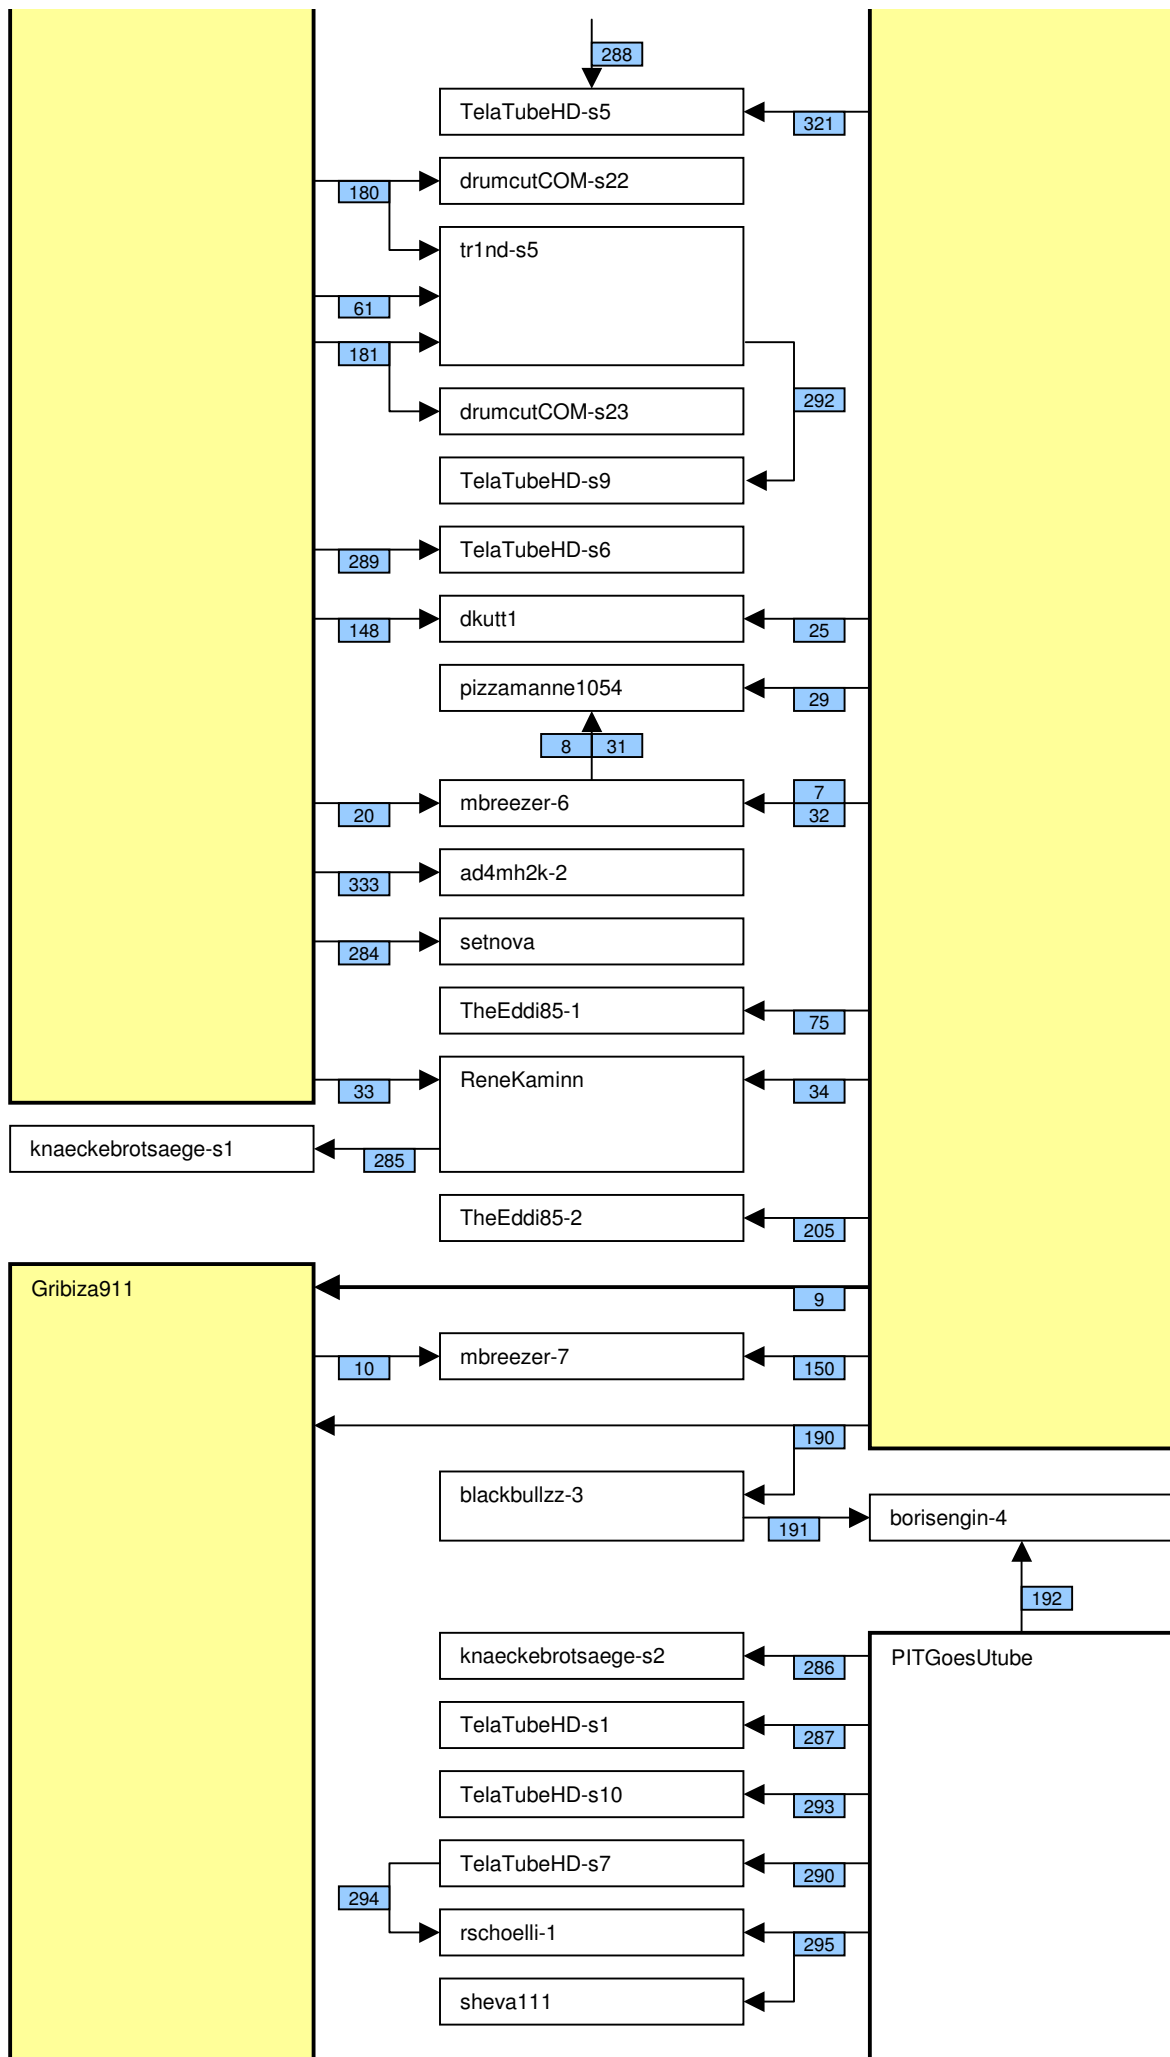 288
TelaTubeHD-s5
321
drumcutCOM-s22
180
tr1nd-s5
61
181
292
drumcutCOM-s23
TelaTubeHD-s9
TelaTubeHD-s6
289
dkutt1
148
25
pizzamanne1054
29
8 31
7
mbreezer-6
20
32
ad4mh2k-2
333
setnova
284
TheEddi85-1
75
ReneKaminn
33
34
knaeckebrotsaege-s1
285
TheEddi85-2
205
Gribiza911
9
mbreezer-7
10
150
190
blackbullzz-3
borisengin-4
191
192
knaeckebrotsaege-s2
PITGoesUtube
286
TelaTubeHD-s1
287
TelaTubeHD-s10
293
TelaTubeHD-s7
290
294
rschoelli-1
295
sheva111